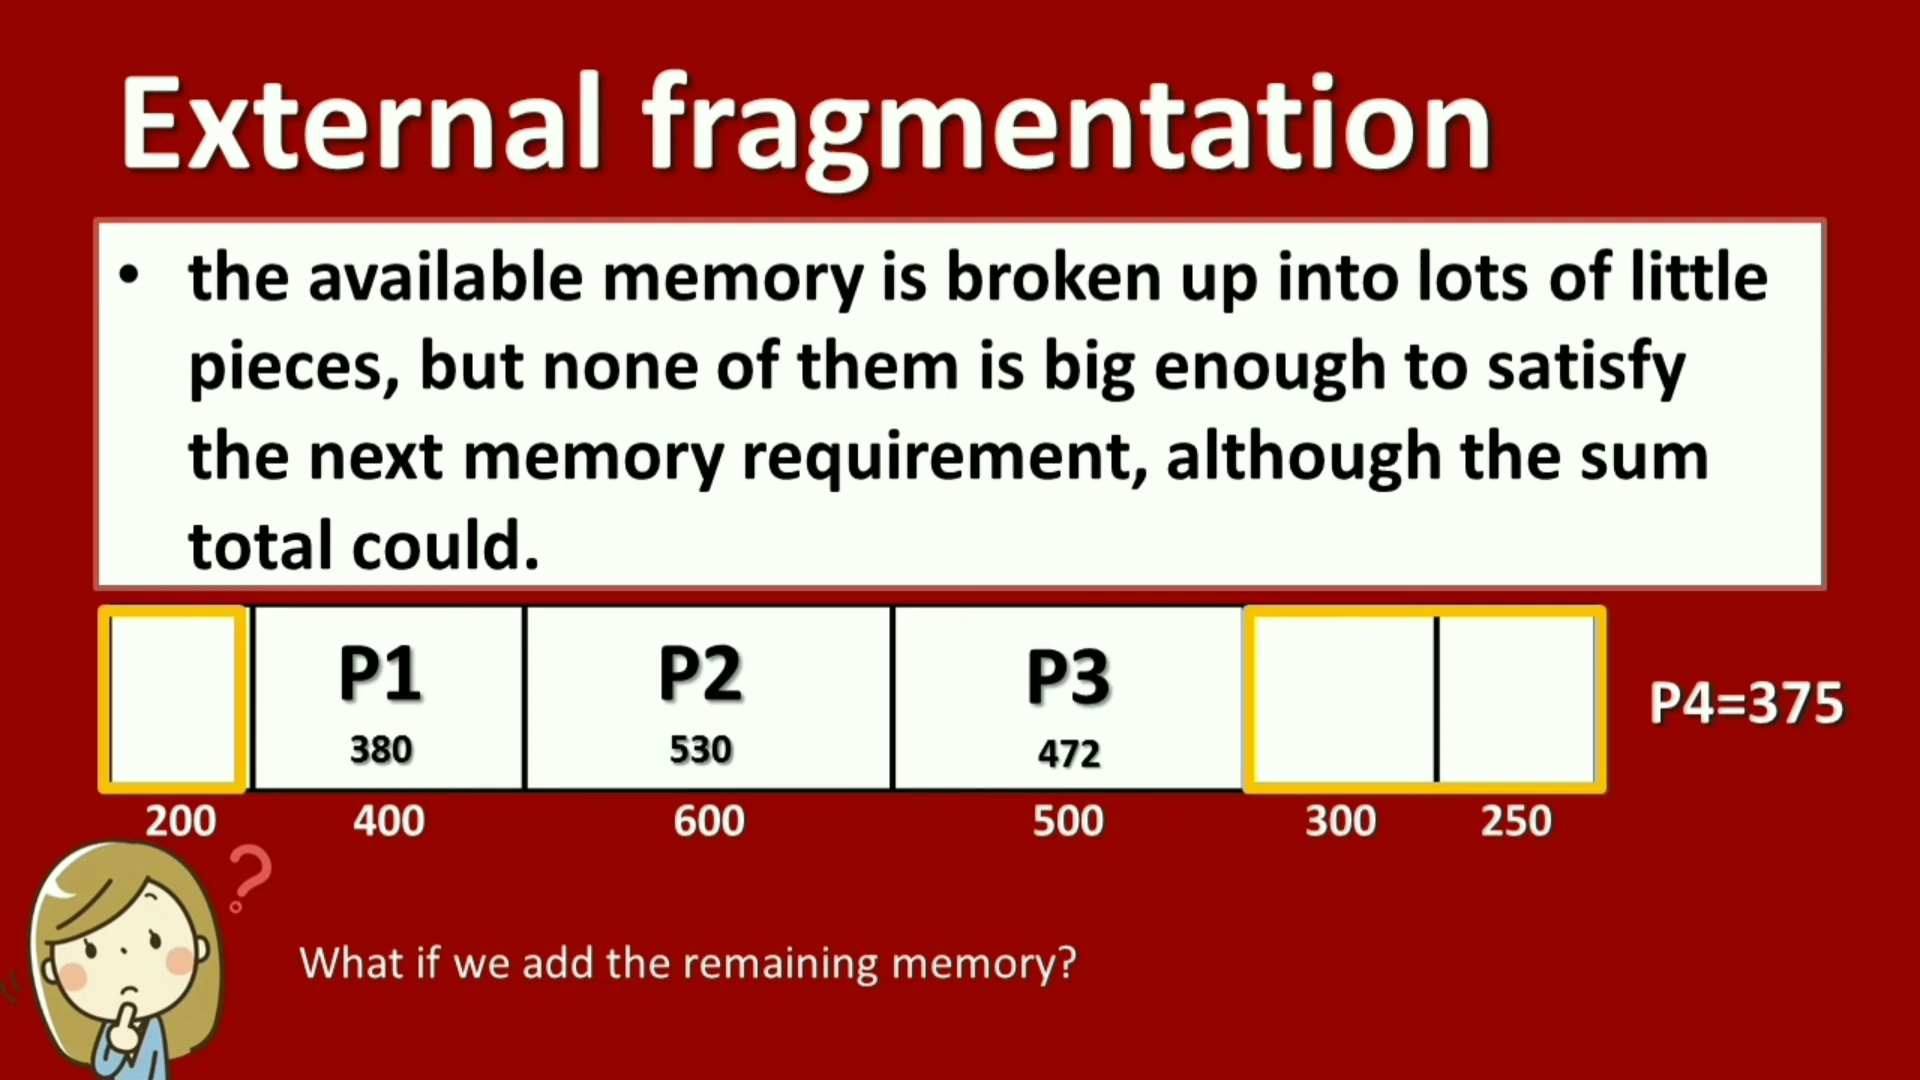 External fragmentation
• the available memory is broken up into lots of little
pieces, but none of them is big enough to satisfy
the next memory requirement, although the sum
total could.
P1 P2 P3
380 530 472
P4=375
200 400 600 500 300 250
?
What if we add the remaining memory?